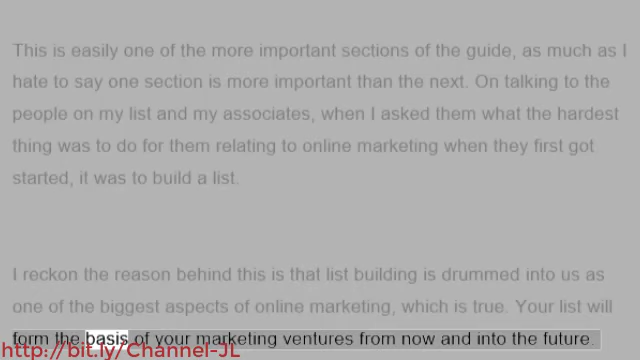 This is easily one of the more important sections of the guide, as much as I
hate to say one section is more important than the next. On talking to the
people on my list and my associates, when I asked them what the hardest
thing was to do for them relating to online marketing when they first got
started, it was to build a list.
I reckon the reason behind this is that list building is drummed into us as
one of the biggest aspects of online marketing, which is true. Your list will
form the basis of your marketing ventures from now and into the future.
http://bit.ly/Channel-JL